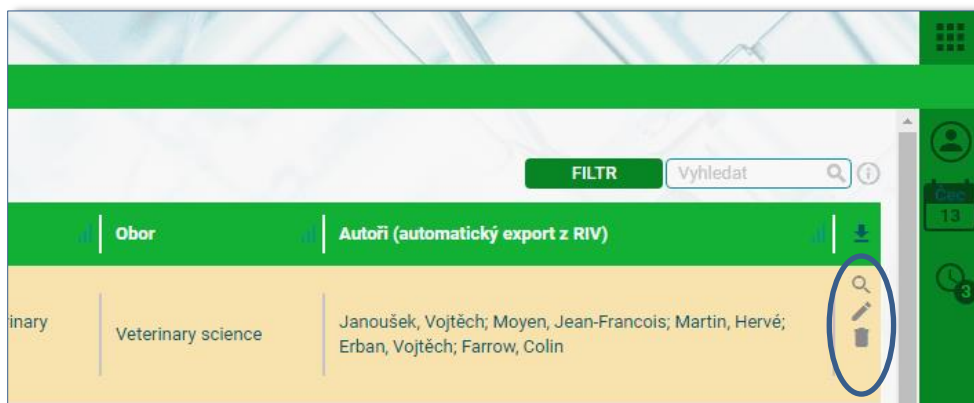 FILTR
Vyhledat
Čec
13
Obor
Autoři (automatický export z RIV)
3
inary
Veterinary science
Janoušek, Vojtěch; Moyen, Jean-Francois; Martin, Hervé;
Erban, Vojtěch; Farrow, Colin